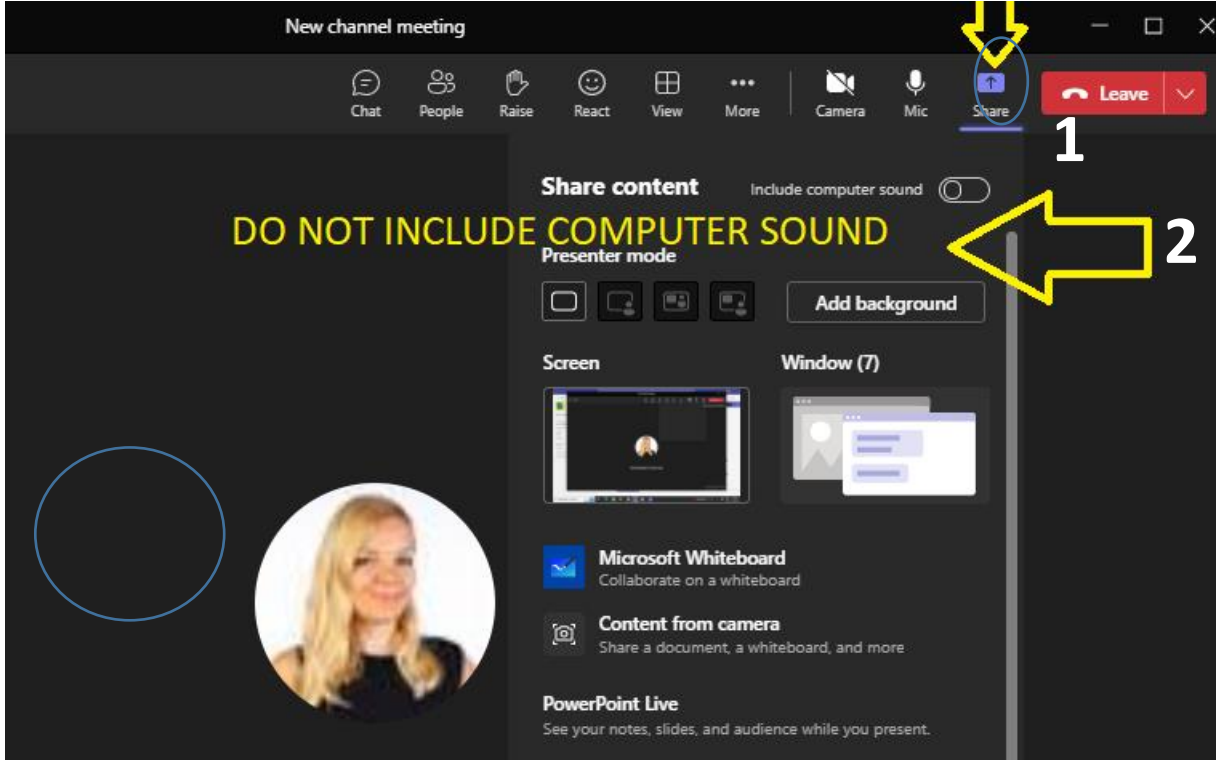 New channel meeting
Chat People Raise React View More Camera Mic Share Leave
1
Share content Include computer sound
DO NOT INCLUDE COMPUTER SOUND
2
Presenter mode
Add background
Screen Window (7)
Microsoft Whiteboard
Collaborate on a whiteboard
Content from camera
Share a document, a whiteboard, and more
PowerPoint Live
See your notes, slides, and audience while you present.